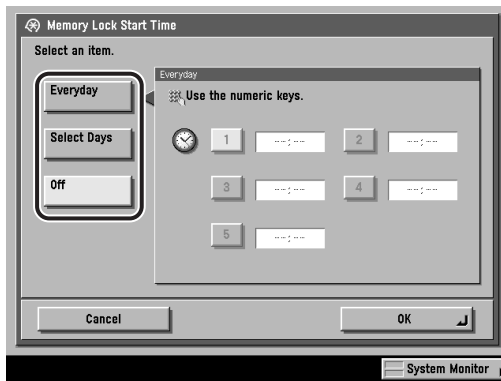 Memory Lock Start Time
Select an item.
Everyday
Everyday
Use the numeric keys.
Select Days
1 --:-- 2 --:--
Off
3 --:-- 4 --:--
5 --:--
Cancel OK
System Monitor